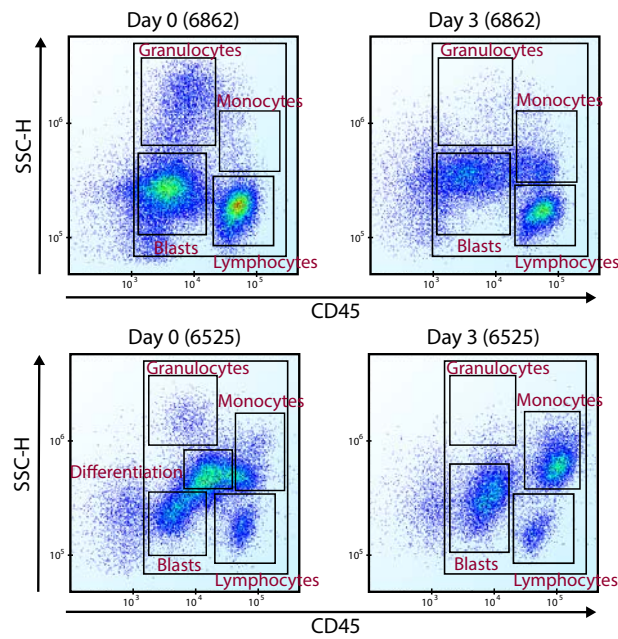 Day 0 (6862)
Day 3 (6862)
Granulocytes
Monocytes
Blasts
Lymphocytes
Granulocytes
Monocytes
Blasts
Lymphocytes
SSC-H
10⁶
10⁵
10³ 10⁴ 10⁵
10⁶
10⁵
10³ 10⁴ 10⁵
CD45
Day 0 (6525)
Day 3 (6525)
Granulocytes
Monocytes
Differentiation
Blasts
Lymphocytes
Granulocytes
Monocytes
Blasts
Lymphocytes
SSC-H
10⁶
10⁵
10³ 10⁴ 10⁵
10⁶
10⁵
10³ 10⁴ 10⁵
CD45